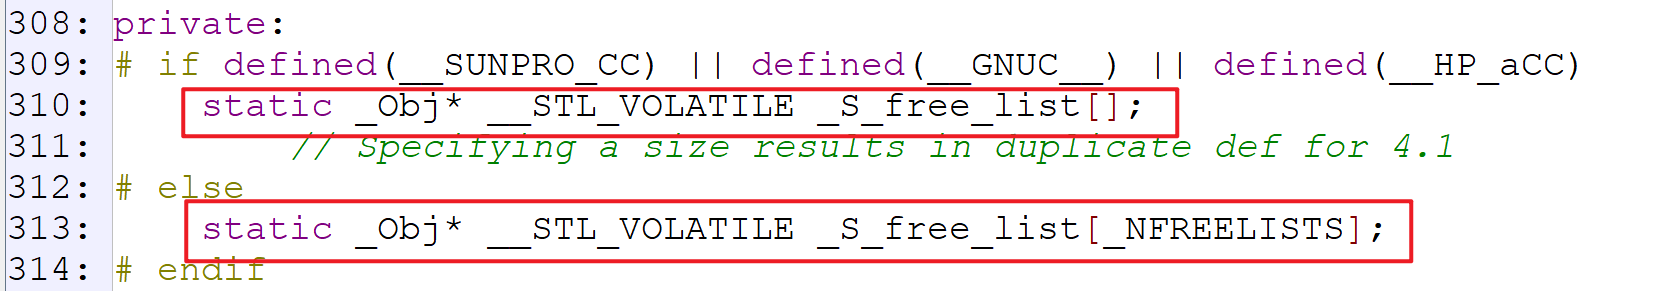 308: private:
309: # if defined(__SUNPRO_CC) || defined(__GNUC__) || defined(__HP_aCC)
310:     static _Obj* __STL_VOLATILE _S_free_list[];
311:         // Specifying a size results in duplicate def for 4.1
312: # else
313:     static _Obj* __STL_VOLATILE _S_free_list[_NFREELISTS];
314: # endif